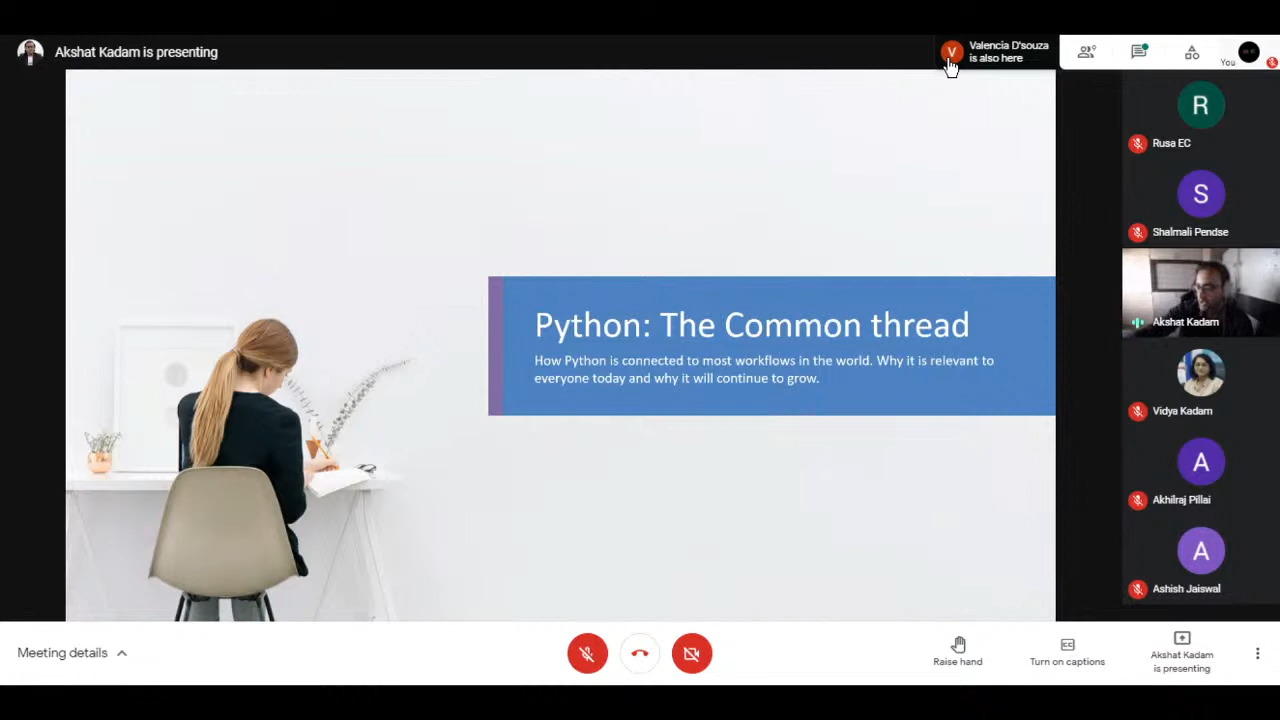 Akshat Kadam is presenting
V
Valencia D'souza
is also here
You
R
Rusa EC
S
Shalmali Pendse
Akshat Kadam
Vidya Kadam
A
Akhilraj Pillai
A
Ashish Jaiswal
Python: The Common thread
How Python is connected to most workflows in the world. Why it is relevant to
everyone today and why it will continue to grow.
Meeting details
Raise hand
CC
Turn on captions
Akshat Kadam
is presenting